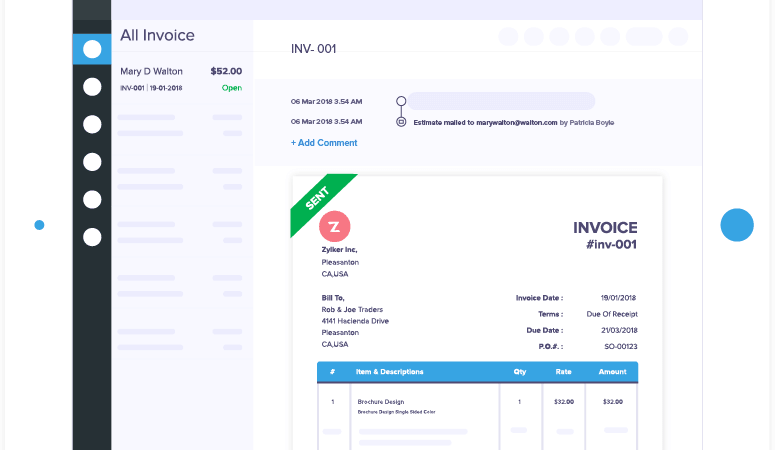 All Invoice
Mary D Walton $52.00
INV-001 | 19-01-2018 Open
INV- 001
06 Mar 2018 3.54 AM
06 Mar 2018 3.54 AM Estimate mailed to marywalton@walton.com by Patricia Boyle
+ Add Comment
SENT
Z
Zylker Inc,
Pleasanton
CA,USA
INVOICE
#inv-001
Bill To,
Rob & Joe Traders
4141 Hacienda Drive
Pleasanton
CA,USA
Invoice Date : 19/01/2018
Terms : Due Of Receipt
Due Date : 21/03/2018
P.O.#. : SO-00123
# Item & Descriptions Qty Rate Amount
1 Brochure Design 1 $32.00 $32.00
Brochure Design Single Sided Color